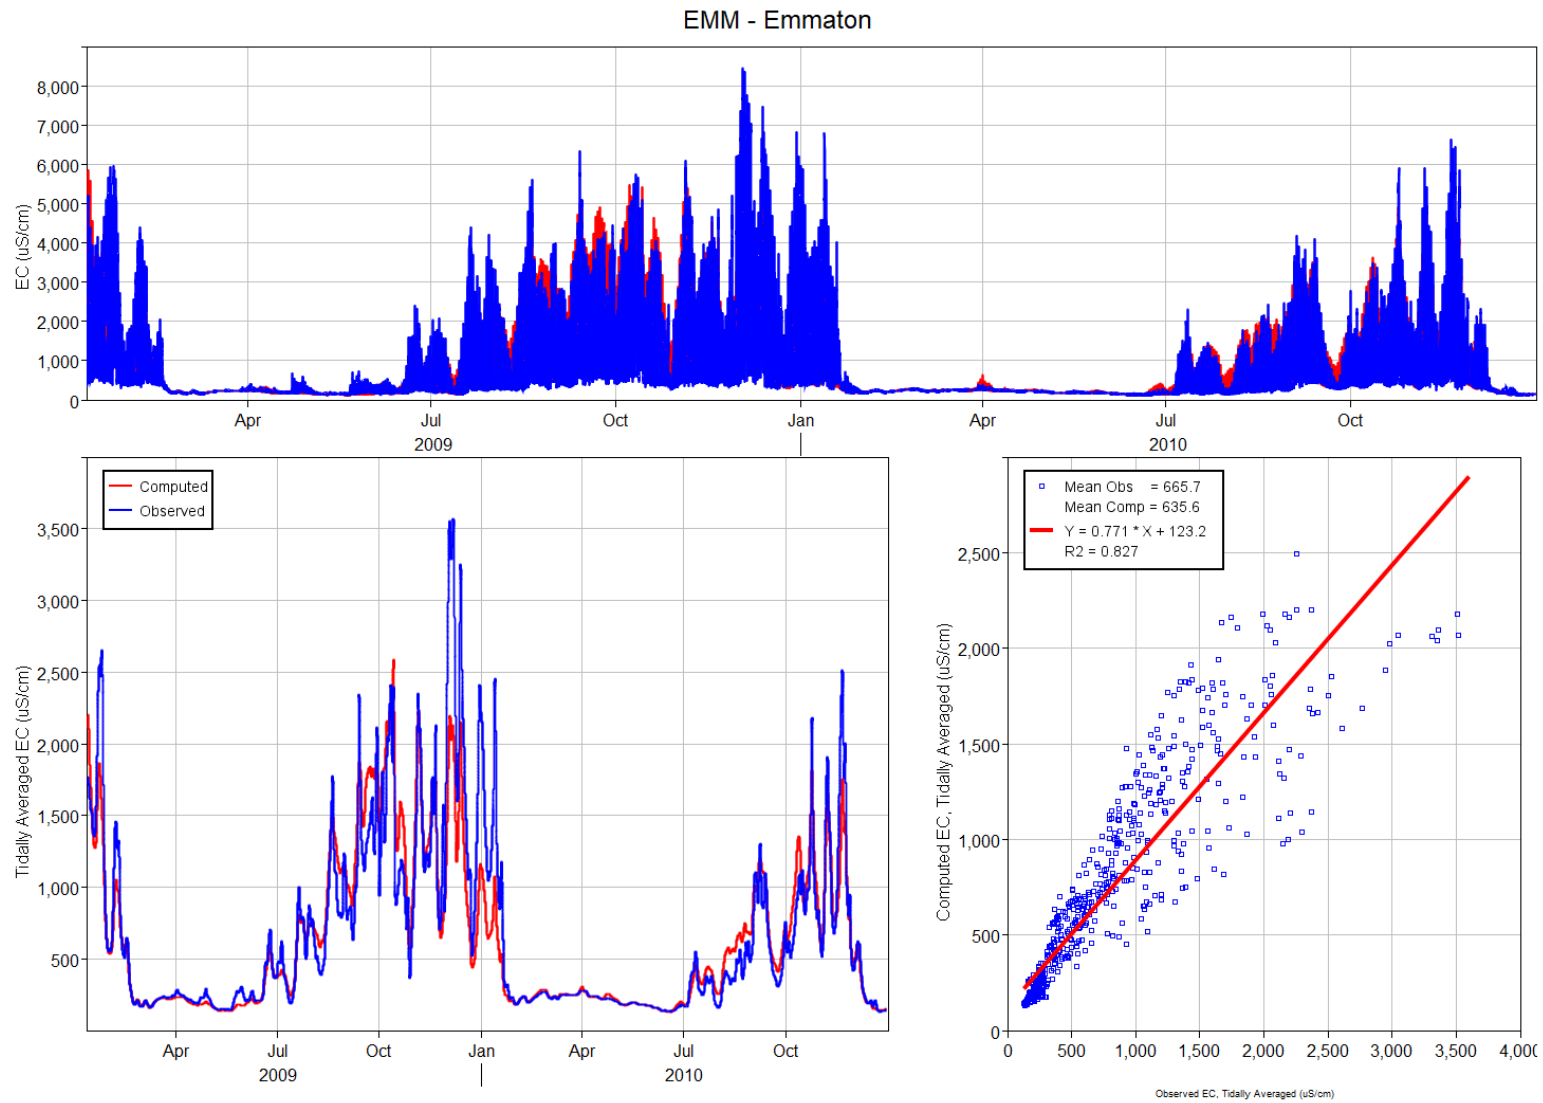 EMM - Emmaton
EC (uS/cm)
8,000
7,000
6,000
5,000
4,000
3,000
2,000
1,000
0
Apr Jul Oct Jan Apr Jul Oct
2009 2010
Tidally Averaged EC (uS/cm)
Computed
Observed
3,500
3,000
2,500
2,000
1,500
1,000
500
Apr Jul Oct Jan Apr Jul Oct
2009 2010
Computed EC, Tidally Averaged (uS/cm)
Mean Obs = 665.7
Mean Comp = 635.6
Y = 0.771 * X + 123.2
R2 = 0.827
2,500
2,000
1,500
1,000
500
0
0 500 1,000 1,500 2,000 2,500 3,000 3,500 4,00
Observed EC, Tidally Averaged (uS/cm)